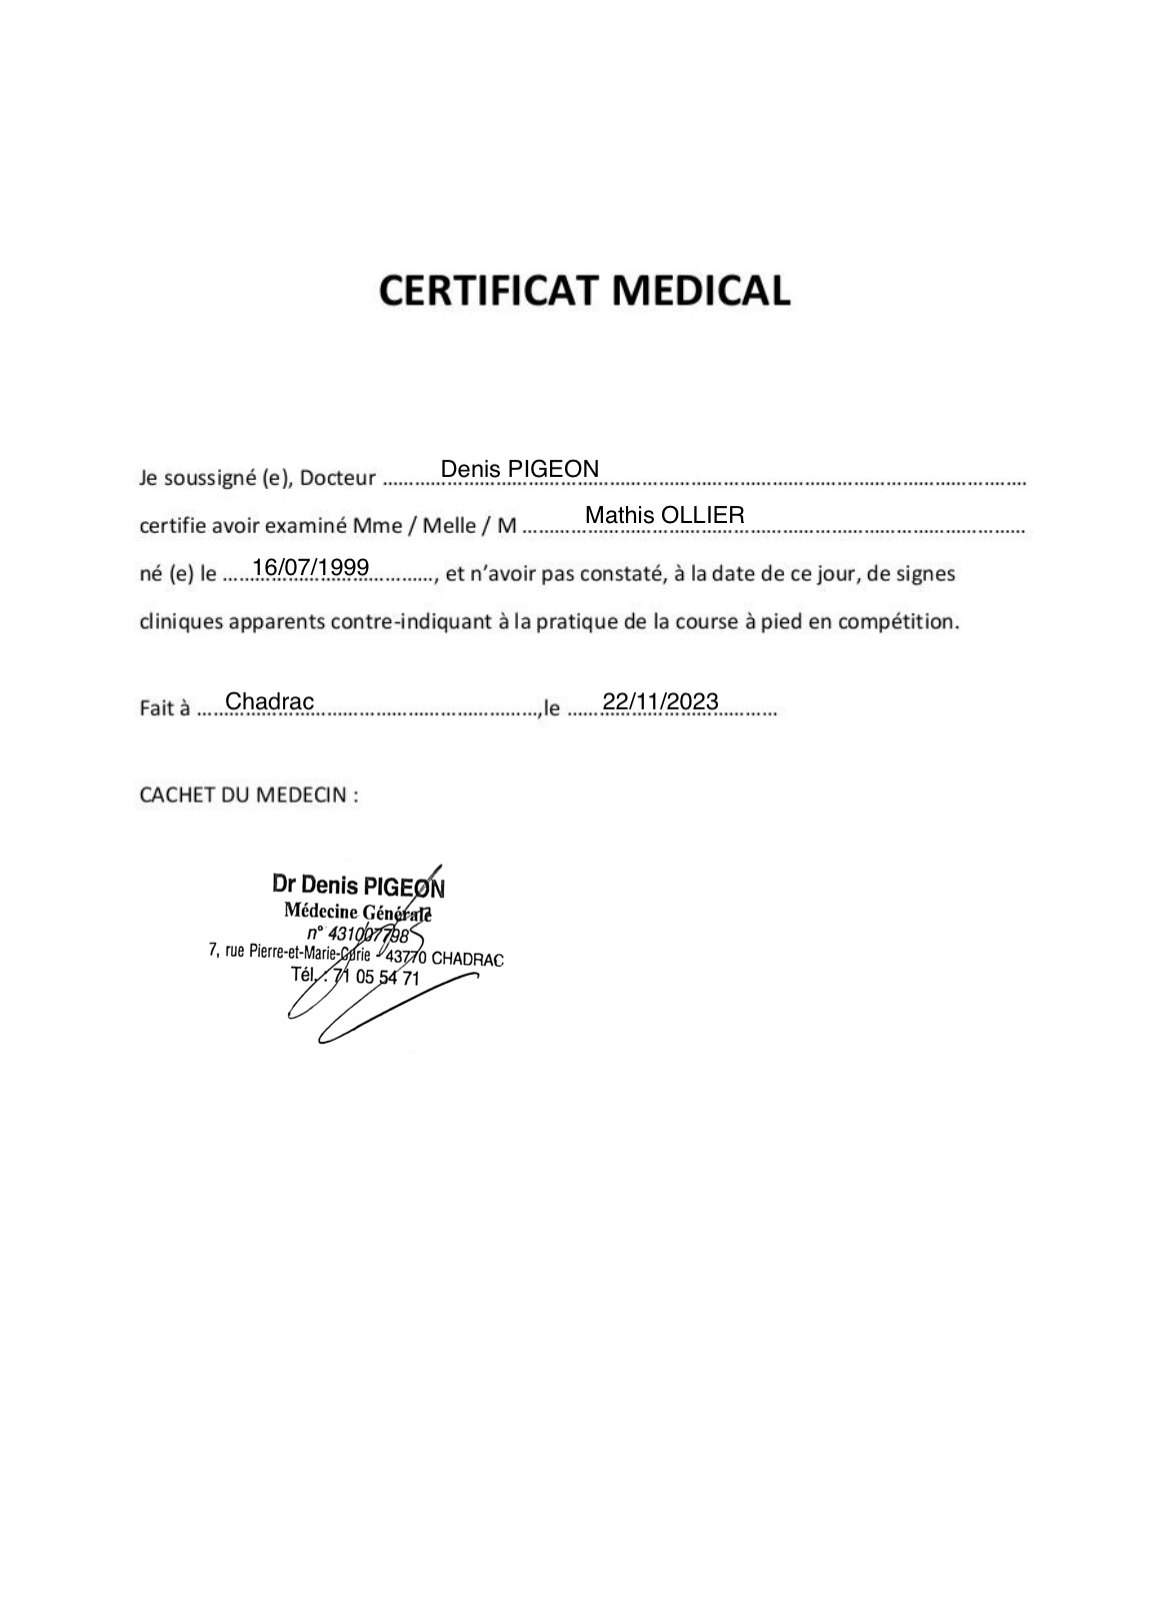 CERTIFICAT MEDICAL
Je soussigné (e), Docteur ..... Denis PIGEON .....
certifie avoir examiné Mme / Melle / M ..... Mathis OLLIER .....
né (e) le ..... 16/07/1999 ....., et n’avoir pas constaté, à la date de ce jour, de signes
cliniques apparents contre-indiquant à la pratique de la course à pied en compétition.
Fait à ..... Chadrac .....,le ..... 22/11/2023 .....
CACHET DU MEDECIN :
Dr Denis PIGEON
Médecine Générale
n° 431007798
7, rue Pierre-et-Marie-Curie - 43770 CHADRAC
Tél. : 71 05 54 71